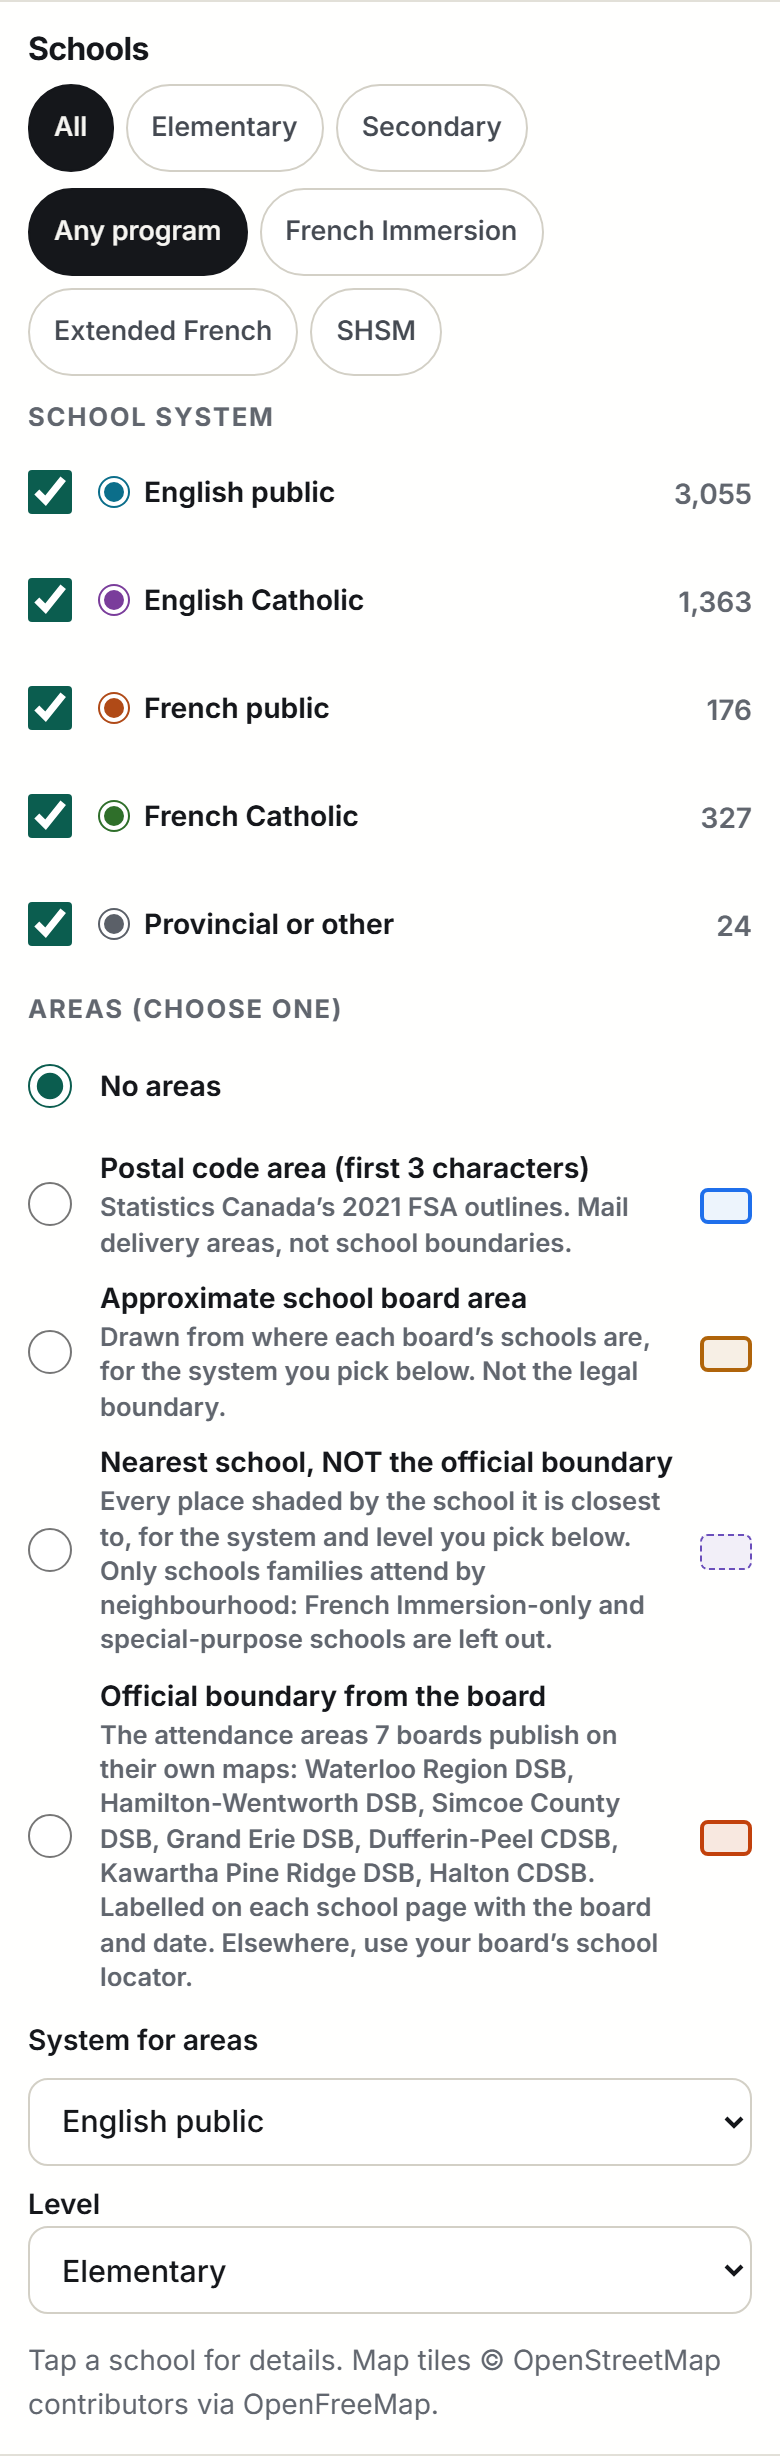 Schools
All
Elementary
Secondary
Any program
French Immersion
Extended French
SHSM
SCHOOL SYSTEM
English public
3,055
English Catholic
1,363
French public
176
French Catholic
327
Provincial or other
24
AREAS (CHOOSE ONE)
No areas
Postal code area (first 3 characters)
Statistics Canada’s 2021 FSA outlines. Mail
delivery areas, not school boundaries.
Approximate school board area
Drawn from where each board’s schools are,
for the system you pick below. Not the legal
boundary.
Nearest school, NOT the official boundary
Every place shaded by the school it is closest
to, for the system and level you pick below.
Only schools families attend by
neighbourhood: French Immersion-only and
special-purpose schools are left out.
Official boundary from the board
The attendance areas 7 boards publish on
their own maps: Waterloo Region DSB,
Hamilton-Wentworth DSB, Simcoe County
DSB, Grand Erie DSB, Dufferin-Peel CDSB,
Kawartha Pine Ridge DSB, Halton CDSB.
Labelled on each school page with the board
and date. Elsewhere, use your board’s school
locator.
System for areas
English public
Level
Elementary
Tap a school for details. Map tiles © OpenStreetMap
contributors via OpenFreeMap.